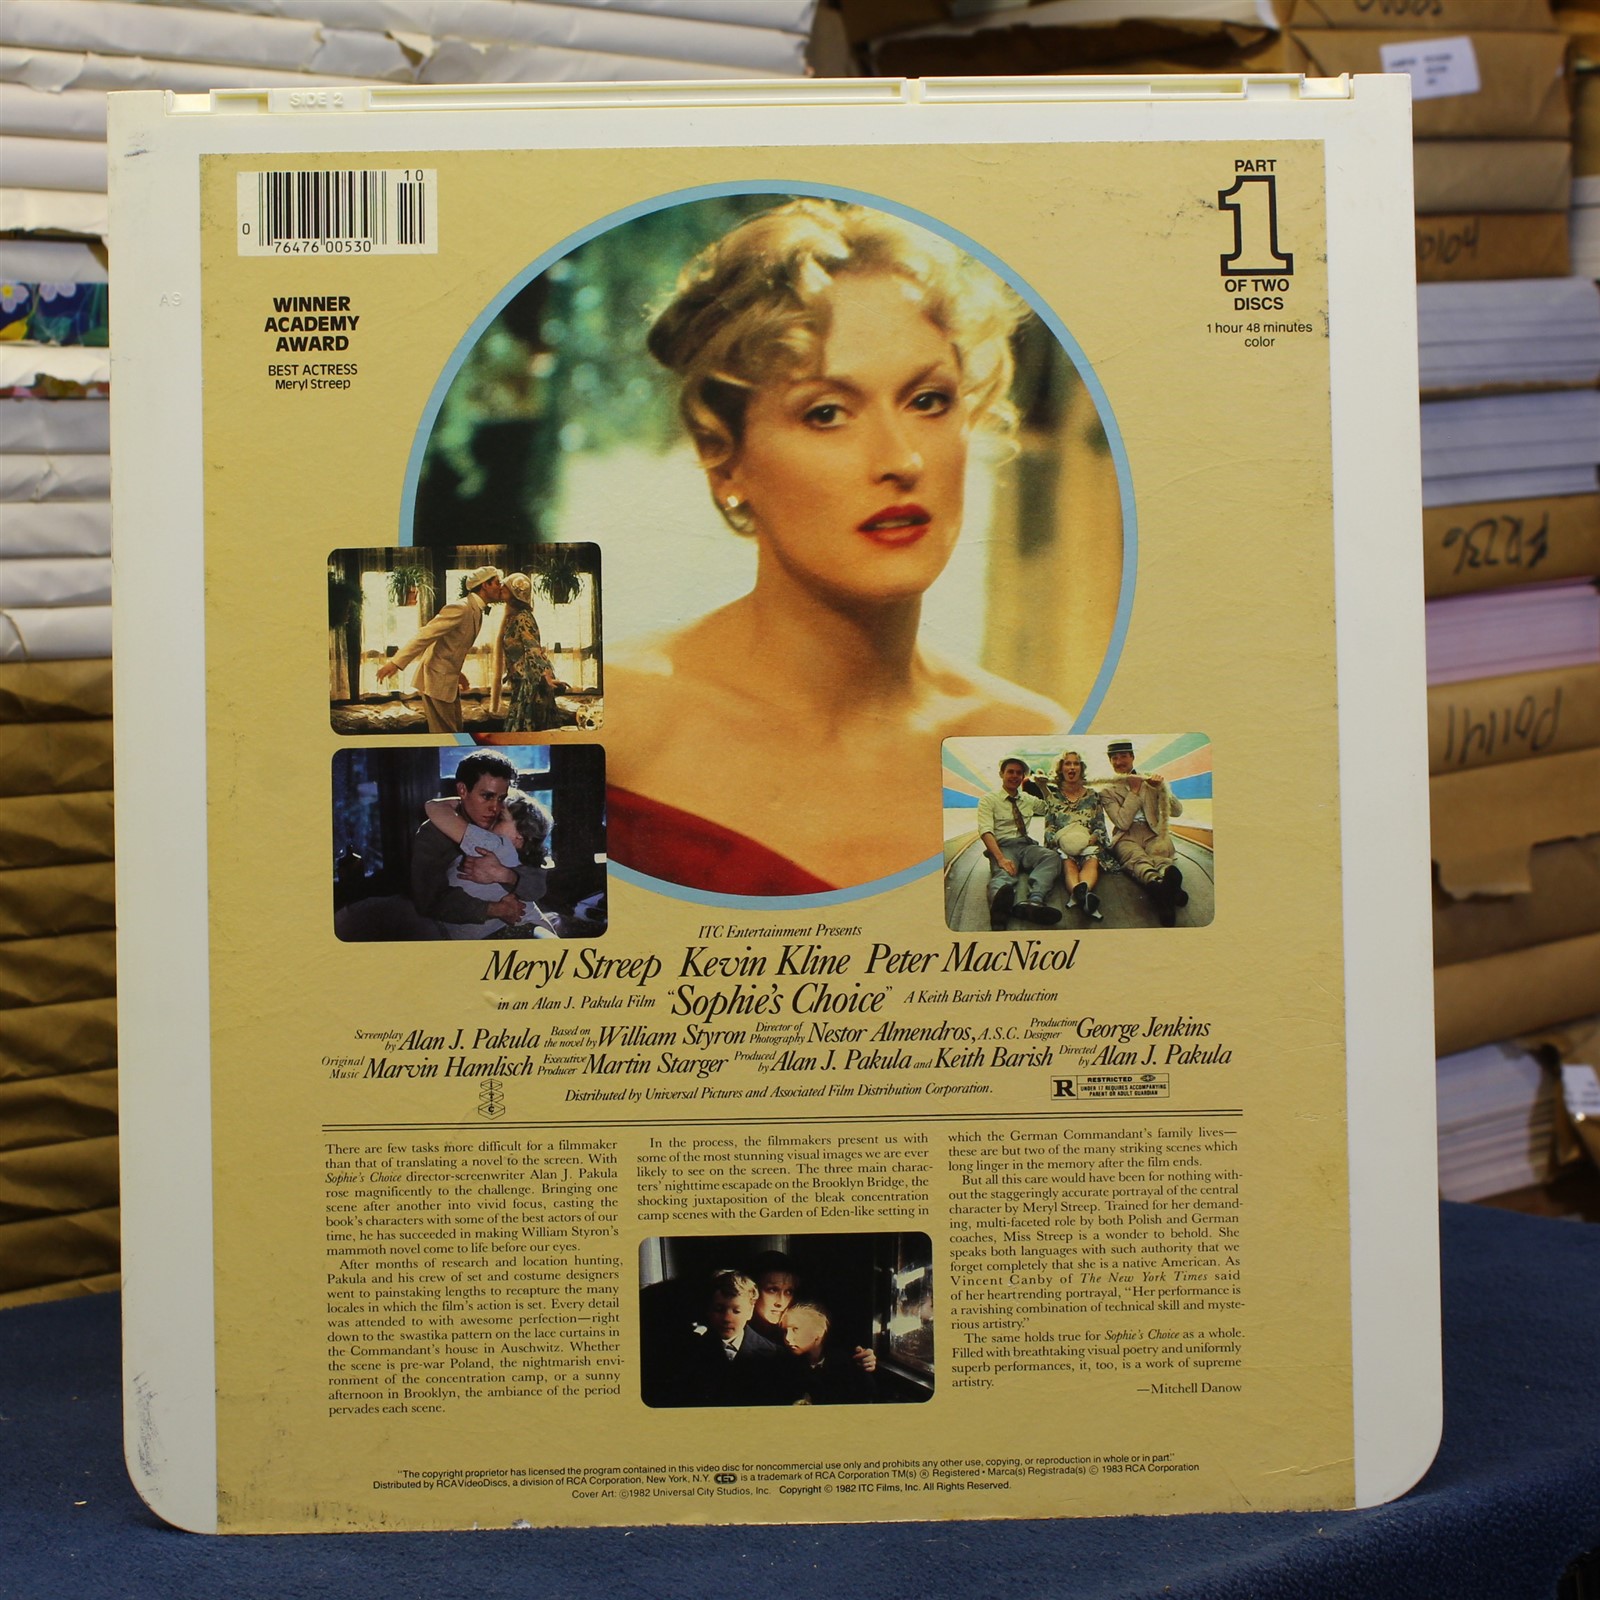 SIDE 2
A9
10
0
76476 00530
WINNER
ACADEMY
AWARD
BEST ACTRESS
Meryl Streep
PART
1
OF TWO
DISCS
1 hour 48 minutes
color
ITC Entertainment Presents
Meryl Streep Kevin Kline Peter MacNicol
in an Alan J. Pakula Film "Sophie's Choice" A Keith Barish Production
Screenplay by Alan J. Pakula Based on the novel by William Styron Director of Photography Nestor Almendros, A.S.C. Production Designer George Jenkins
Original Music Marvin Hamlisch Executive Producer Martin Starger Produced by Alan J. Pakula and Keith Barish Directed by Alan J. Pakula
ITC
Distributed by Universal Pictures and Associated Film Distribution Corporation.
R RESTRICTED
UNDER 17 REQUIRES ACCOMPANYING
PARENT OR ADULT GUARDIAN
There are few tasks more difficult for a filmmaker
than that of translating a novel to the screen. With
Sophie's Choice director-screenwriter Alan J. Pakula
rose magnificently to the challenge. Bringing one
scene after another into vivid focus, casting the
book's characters with some of the best actors of our
time, he has succeeded in making William Styron's
mammoth novel come to life before our eyes.
After months of research and location hunting,
Pakula and his crew of set and costume designers
went to painstaking lengths to recapture the many
locales in which the film's action is set. Every detail
was attended to with awesome perfection—right
down to the swastika pattern on the lace curtains in
the Commandant's house in Auschwitz. Whether
the scene is pre-war Poland, the nightmarish envi-
ronment of the concentration camp, or a sunny
afternoon in Brooklyn, the ambiance of the period
pervades each scene.
In the process, the filmmakers present us with
some of the most stunning visual images we are ever
likely to see on the screen. The three main charac-
ters' nighttime escapade on the Brooklyn Bridge, the
shocking juxtaposition of the bleak concentration
camp scenes with the Garden of Eden-like setting in
which the German Commandant's family lives—
these are but two of the many striking scenes which
long linger in the memory after the film ends.
But all this care would have been for nothing with-
out the staggeringly accurate portrayal of the central
character by Meryl Streep. Trained for her demand-
ing, multi-faceted role by both Polish and German
coaches, Miss Streep is a wonder to behold. She
speaks both languages with such authority that we
forget completely that she is a native American. As
Vincent Canby of The New York Times said
of her heartrending portrayal, "Her performance is
a ravishing combination of technical skill and myste-
rious artistry."
The same holds true for Sophie's Choice as a whole.
Filled with breathtaking visual poetry and uniformly
superb performances, it, too, is a work of supreme
artistry.
—Mitchell Danow
"The copyright proprietor has licensed the program contained in this video disc for noncommercial use only and prohibits any other use, copying, or reproduction in whole or in part."
Distributed by RCA VideoDiscs, a division of RCA Corporation, New York, N.Y. CED is a trademark of RCA Corporation TM(s) ® Registered • Marca(s) Registrada(s) Ⓟ 1983 RCA Corporation
Cover Art: ©1982 Universal City Studios, Inc. Copyright © 1982 ITC Films, Inc. All Rights Reserved.
P01141